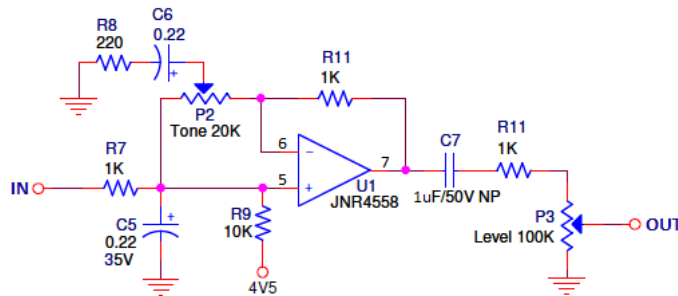 R8
220
C6
0.22
+
P2
Tone 20K
R11
1K
R7
1K
IN
C5
0.22
35V
+
R9
10K
4V5
6
5
7
−
+
U1
JNR4558
C7
1uF/50V NP
R11
1K
P3
Level 100K
OUT